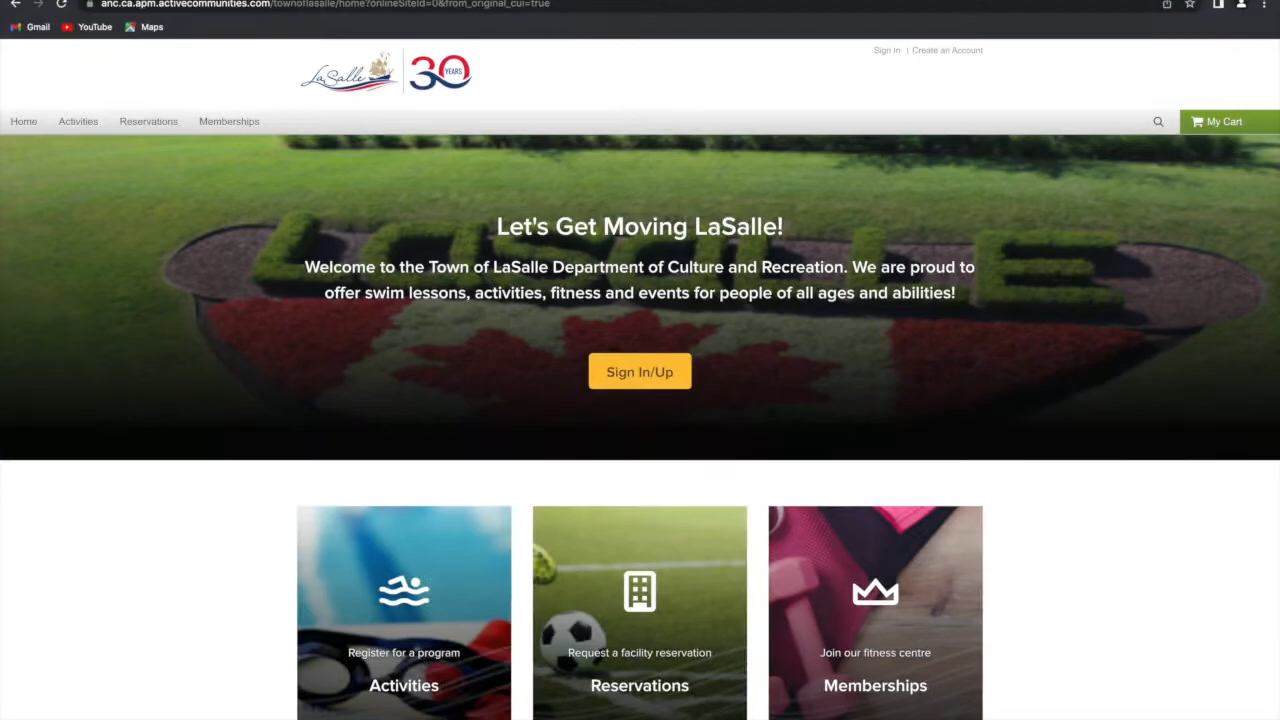 anc.ca.apm.activecommunities.com/townoflasalle/home?onlineSiteId=0&from_original_cui=true
Gmail YouTube Maps
Sign In | Create an Account
LaSalle 30 YEARS
Home Activities Reservations Memberships My Cart
LASALLE
Let's Get Moving LaSalle!
Welcome to the Town of LaSalle Department of Culture and Recreation. We are proud to
offer swim lessons, activities, fitness and events for people of all ages and abilities!
Sign In/Up
Register for a program
Activities
Request a facility reservation
Reservations
Join our fitness centre
Memberships